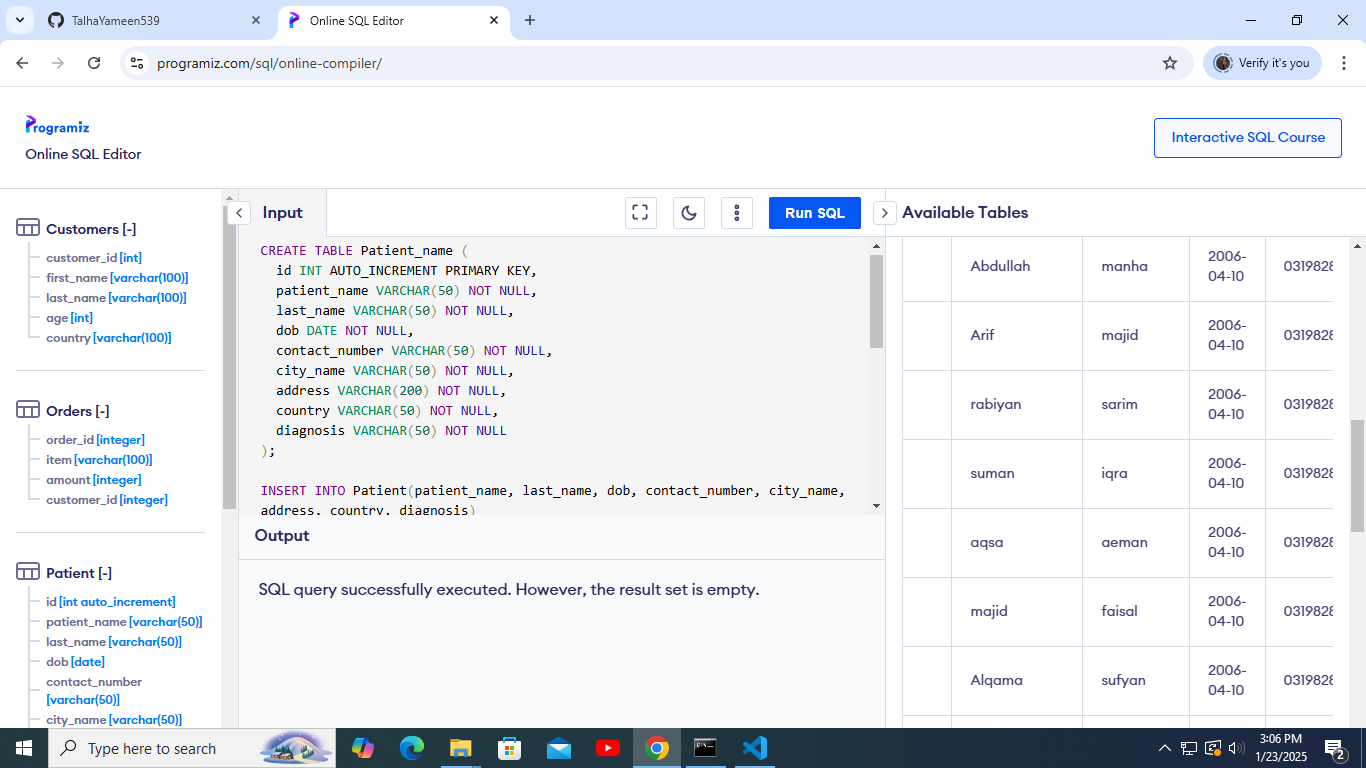 TalhaYameen539
Online SQL Editor
programiz.com/sql/online-compiler/
Verify it's you
Programiz
Online SQL Editor
Interactive SQL Course
Customers [-]
customer_id [int]
first_name [varchar(100)]
last_name [varchar(100)]
age [int]
country [varchar(100)]
Orders [-]
order_id [integer]
item [varchar(100)]
amount [integer]
customer_id [integer]
Patient [-]
id [int auto_increment]
patient_name [varchar(50)]
last_name [varchar(50)]
dob [date]
contact_number
[varchar(50)]
city_name [varchar(50)]
Input
Run SQL
CREATE TABLE Patient_name (
id INT AUTO_INCREMENT PRIMARY KEY,
patient_name VARCHAR(50) NOT NULL,
last_name VARCHAR(50) NOT NULL,
dob DATE NOT NULL,
contact_number VARCHAR(50) NOT NULL,
city_name VARCHAR(50) NOT NULL,
address VARCHAR(200) NOT NULL,
country VARCHAR(50) NOT NULL,
diagnosis VARCHAR(50) NOT NULL
);
INSERT INTO Patient(patient_name, last_name, dob, contact_number, city_name,
address, country, diagnosis)
Output
SQL query successfully executed. However, the result set is empty.
Available Tables
Abdullah manha 2006-04-10 0319828
Arif majid 2006-04-10 0319828
rabiyan sarim 2006-04-10 0319828
suman iqra 2006-04-10 0319828
aqsa aeman 2006-04-10 0319828
majid faisal 2006-04-10 0319828
Alqama sufyan 2006-04-10 0319828
Type here to search
3:06 PM
1/23/2025
2